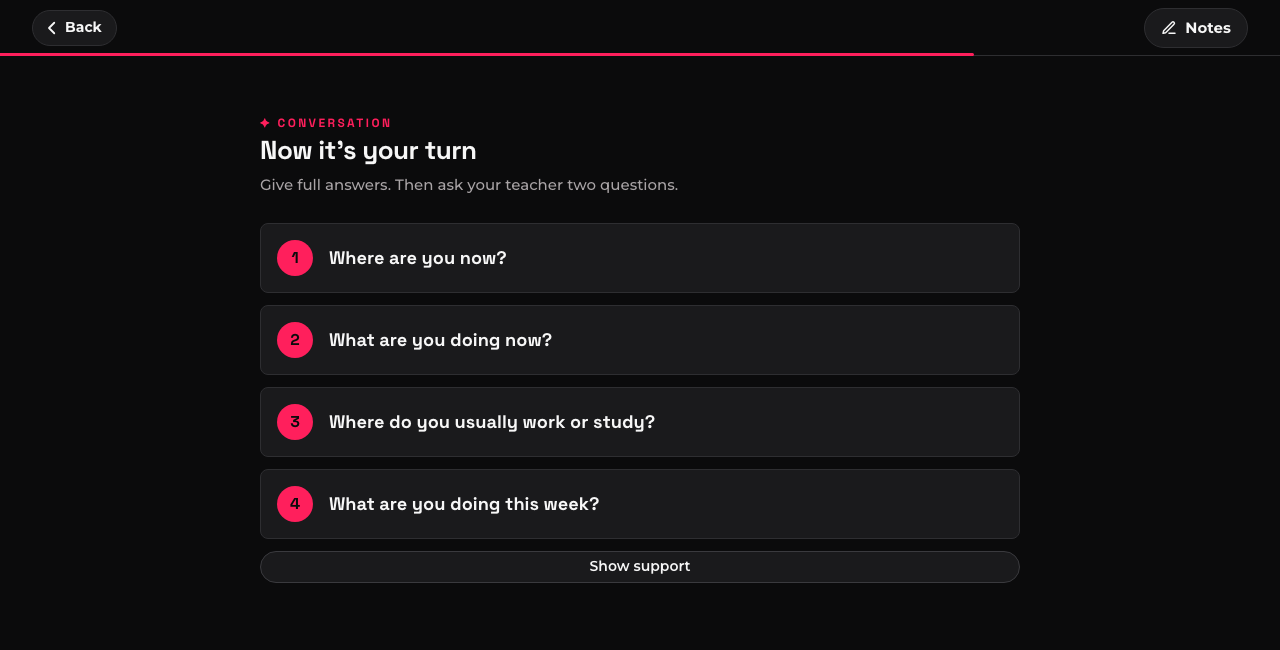 Back
Notes
CONVERSATION
Now it's your turn
Give full answers. Then ask your teacher two questions.
1 Where are you now?
2 What are you doing now?
3 Where do you usually work or study?
4 What are you doing this week?
Show support